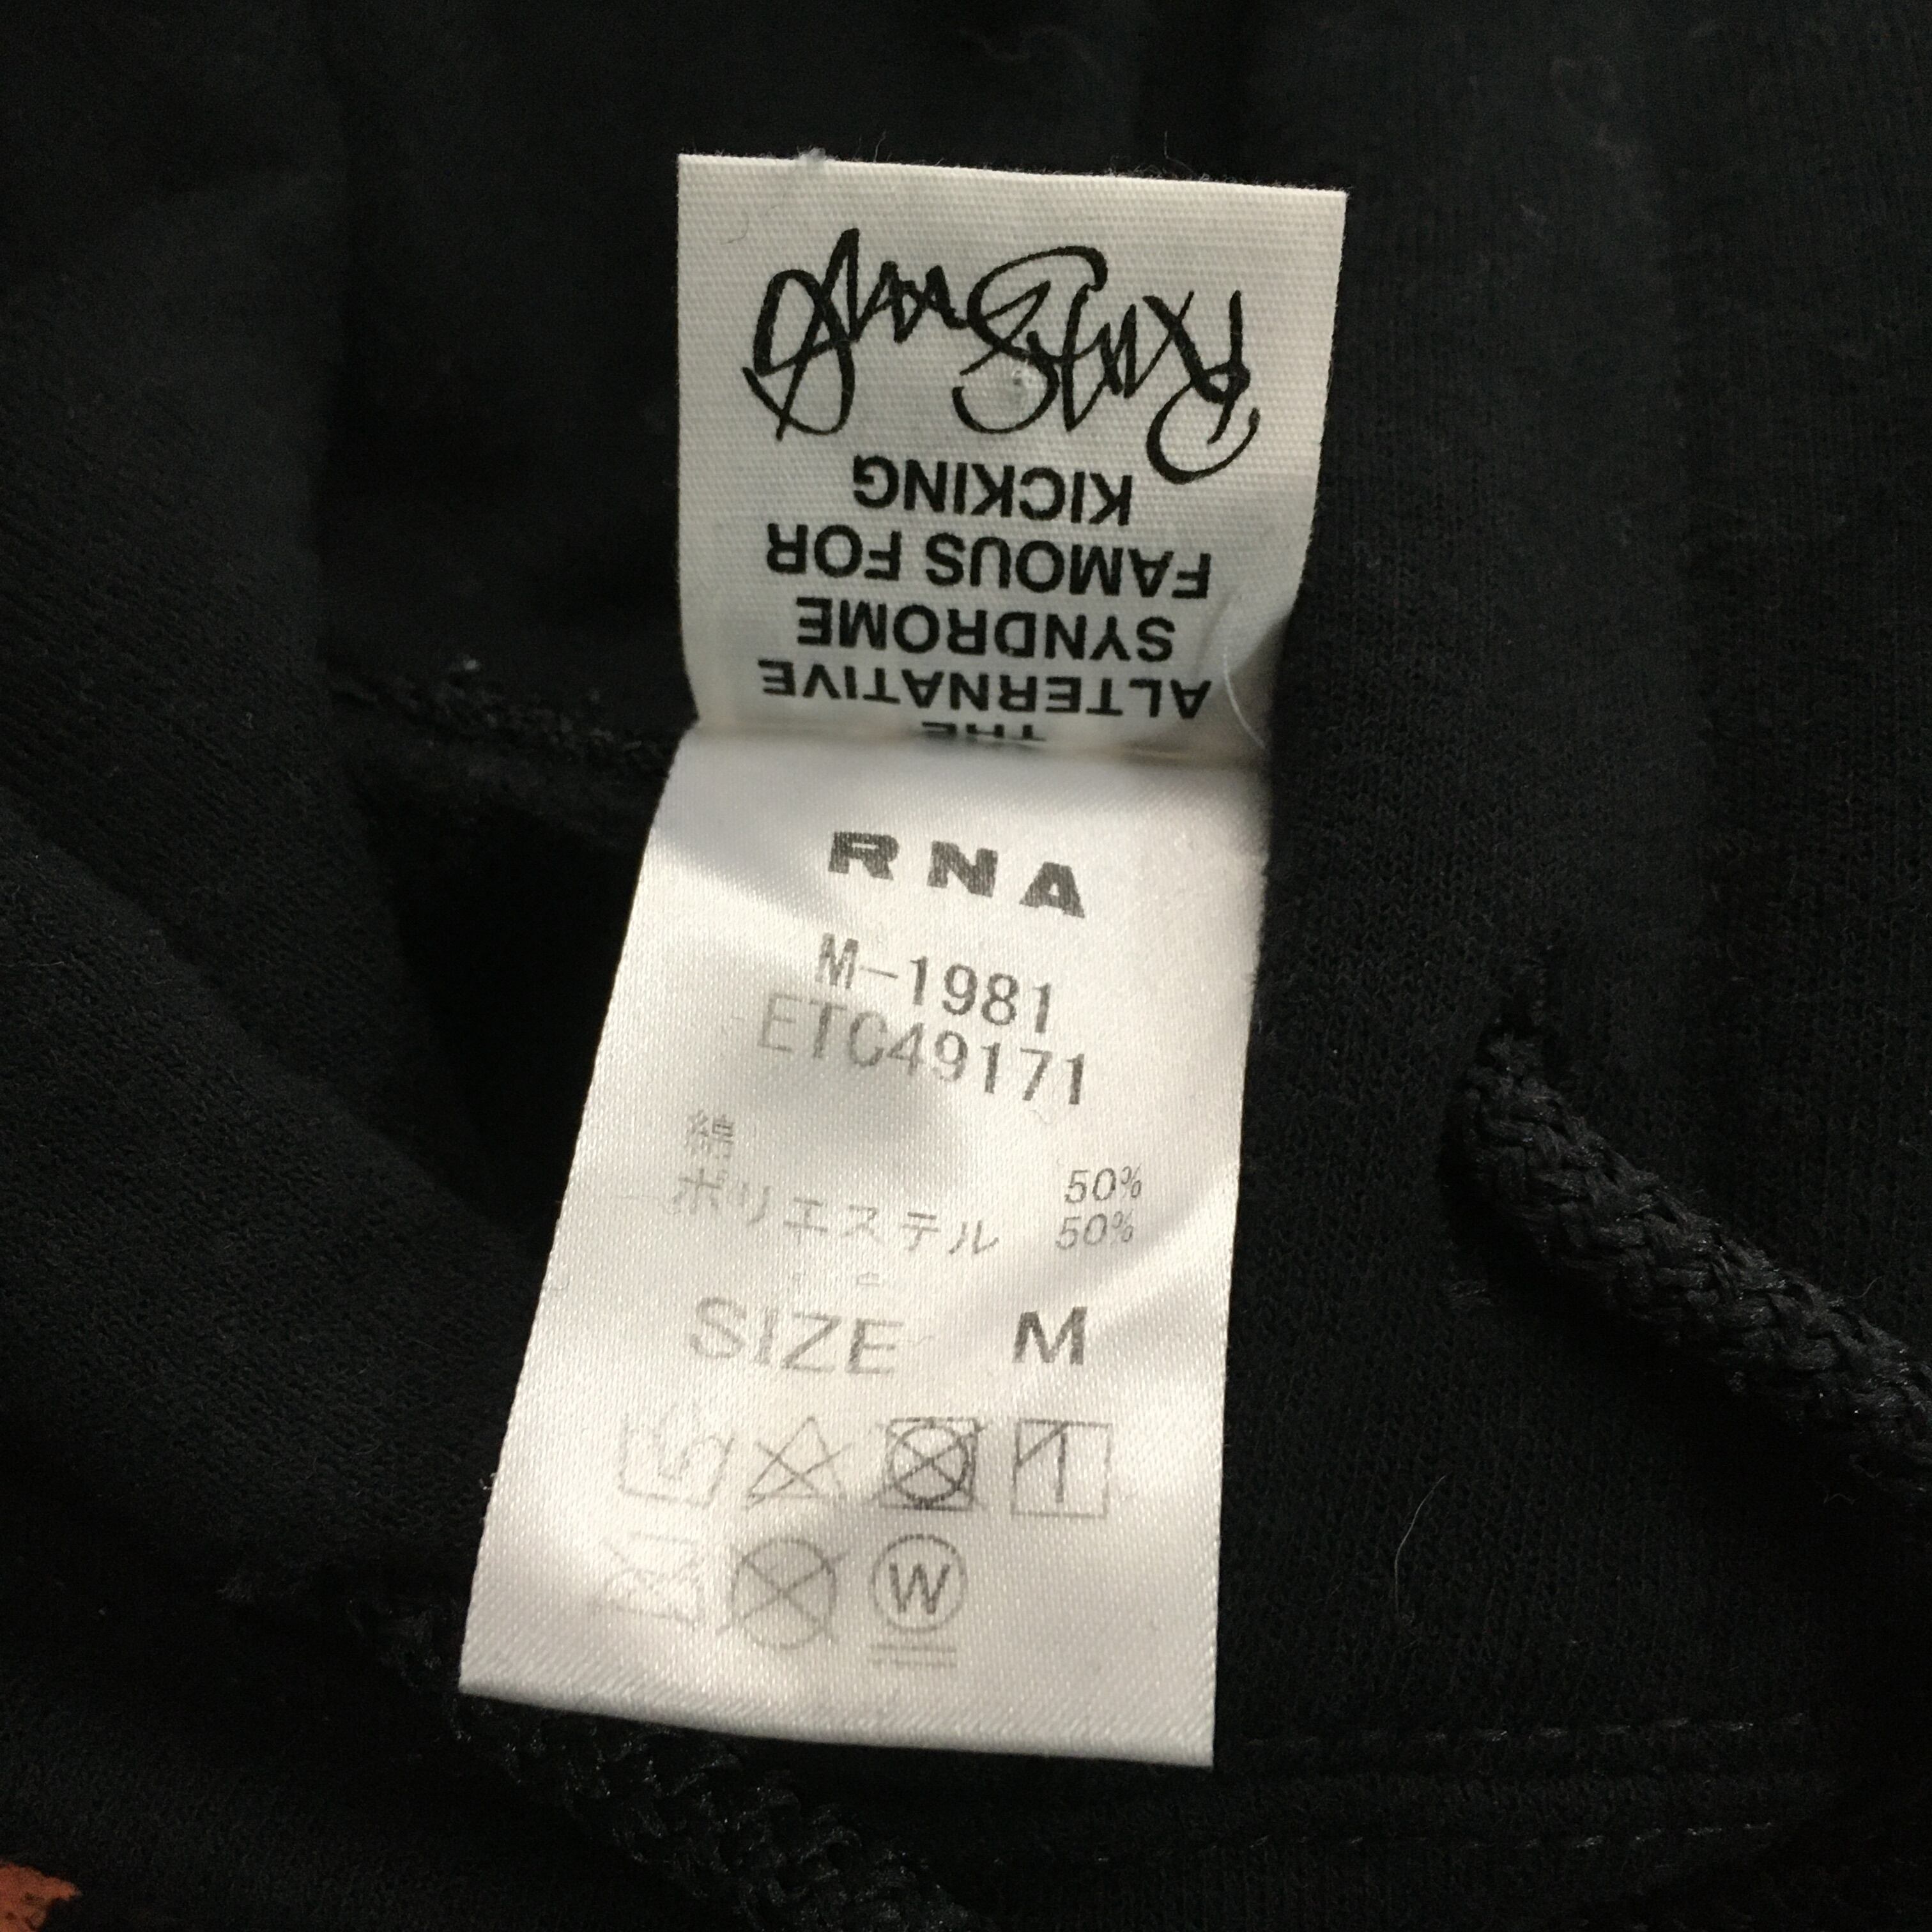 THE
ALTERNATIVE
SYNDROME
FAMOUS FOR
KICKING
RNA
M-1981
ETC49171
綿 50%
ポリエステル 50%
SIZE M
W